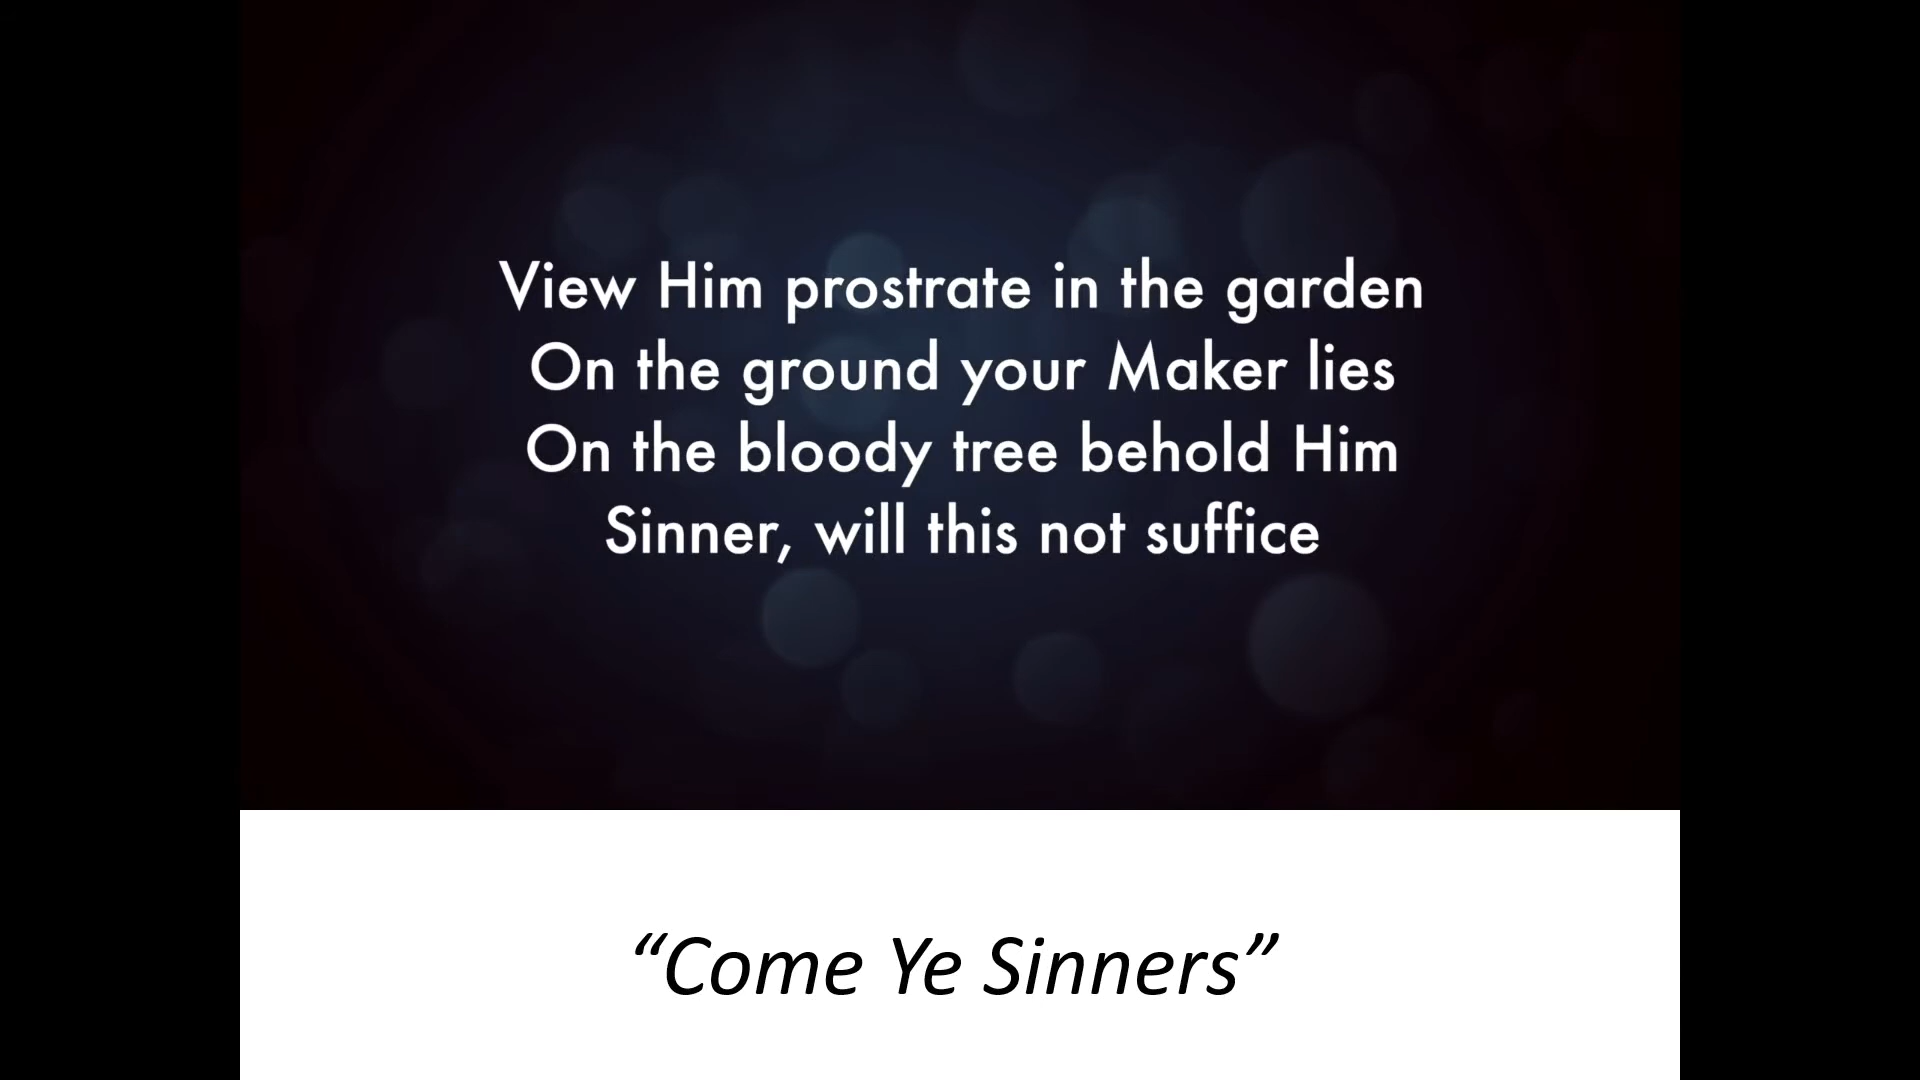 View Him prostrate in the garden
On the ground your Maker lies
On the bloody tree behold Him
Sinner, will this not suffice
“Come Ye Sinners”